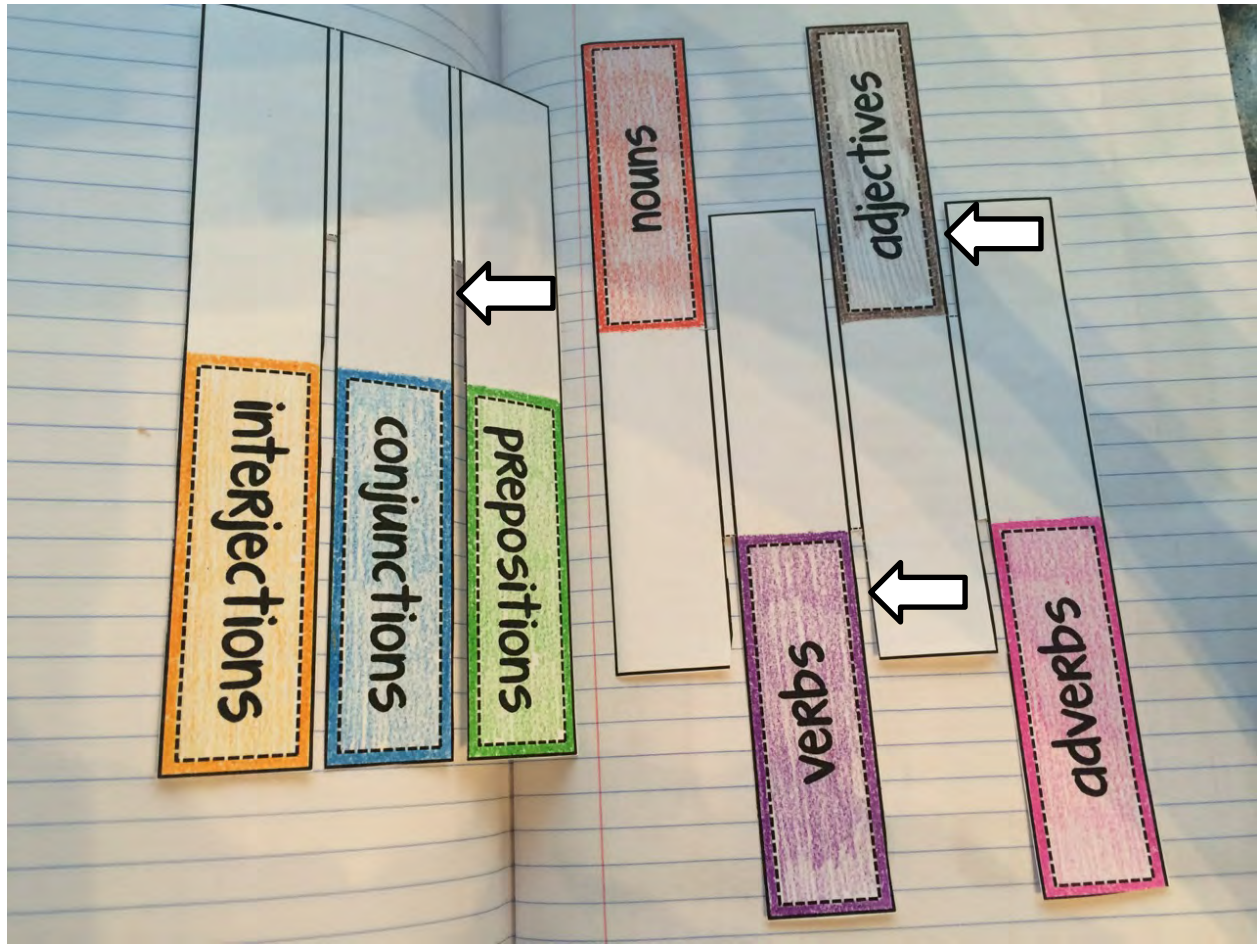 interjections
conjunctions
prepositions
nouns
verbs
adjectives
adverbs